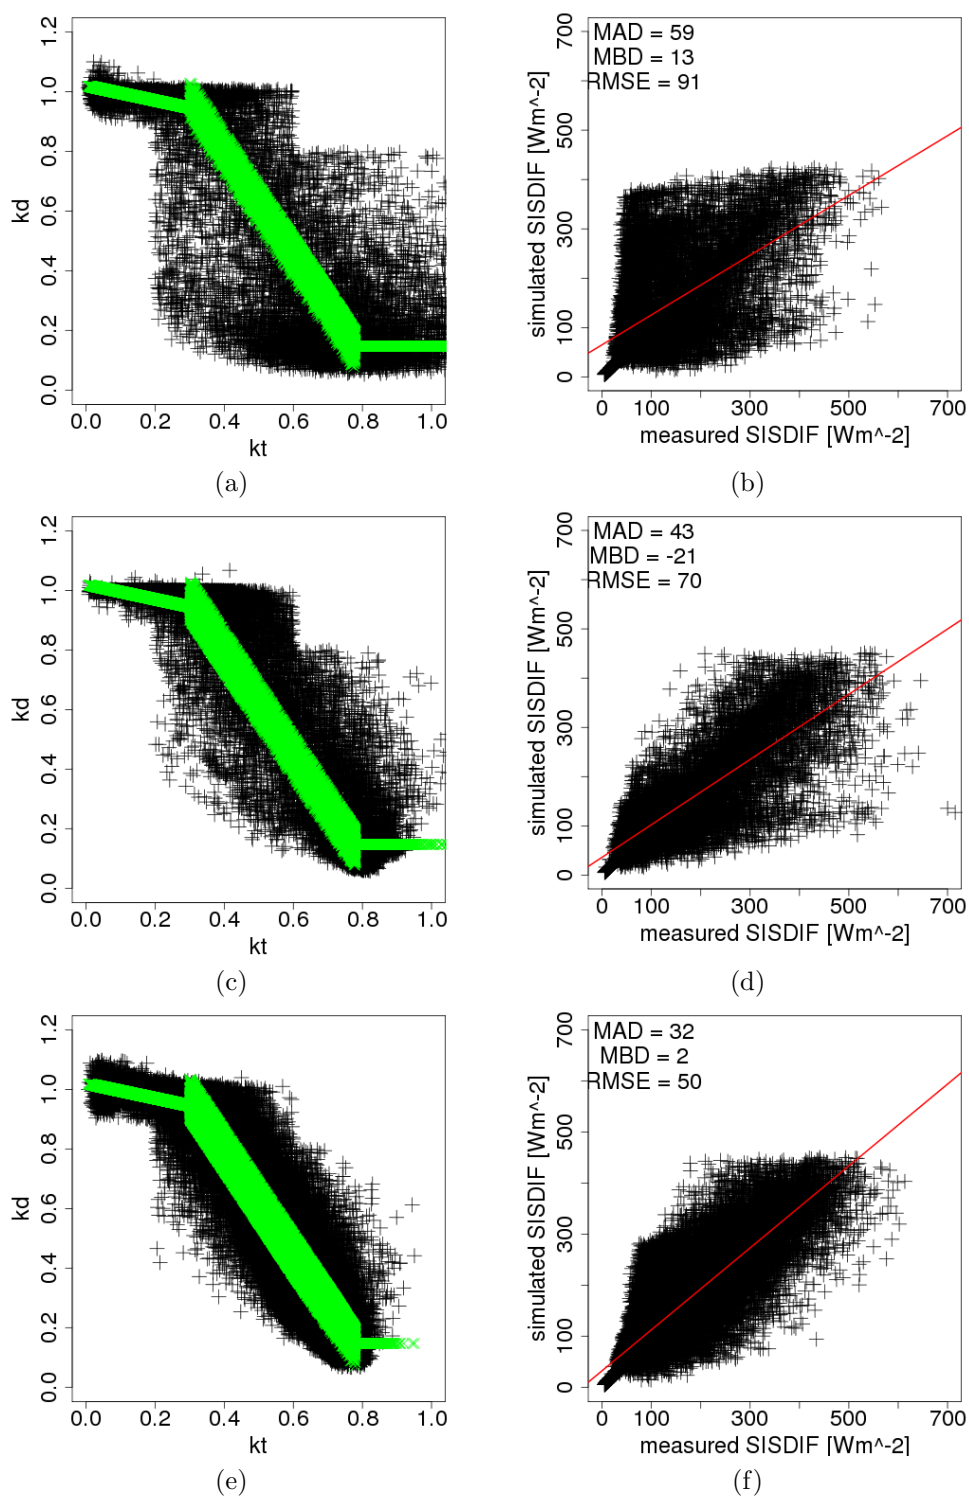 MAD = 59
MBD = 13
RMSE = 91
kd
0.0 0.2 0.4 0.6 0.8 1.0 1.2
0.0 0.2 0.4 0.6 0.8 1.0
kt
simulated SISDIF [Wm^-2]
0 100 300 500 700
0 100 300 500 700
measured SISDIF [Wm^-2]
(a)
(b)
MAD = 43
MBD = -21
RMSE = 70
kd
0.0 0.2 0.4 0.6 0.8 1.0 1.2
0.0 0.2 0.4 0.6 0.8 1.0
kt
simulated SISDIF [Wm^-2]
0 100 300 500 700
0 100 300 500 700
measured SISDIF [Wm^-2]
(c)
(d)
MAD = 32
MBD = 2
RMSE = 50
kd
0.0 0.2 0.4 0.6 0.8 1.0 1.2
0.0 0.2 0.4 0.6 0.8 1.0
kt
simulated SISDIF [Wm^-2]
0 100 300 500 700
0 100 300 500 700
measured SISDIF [Wm^-2]
(e)
(f)